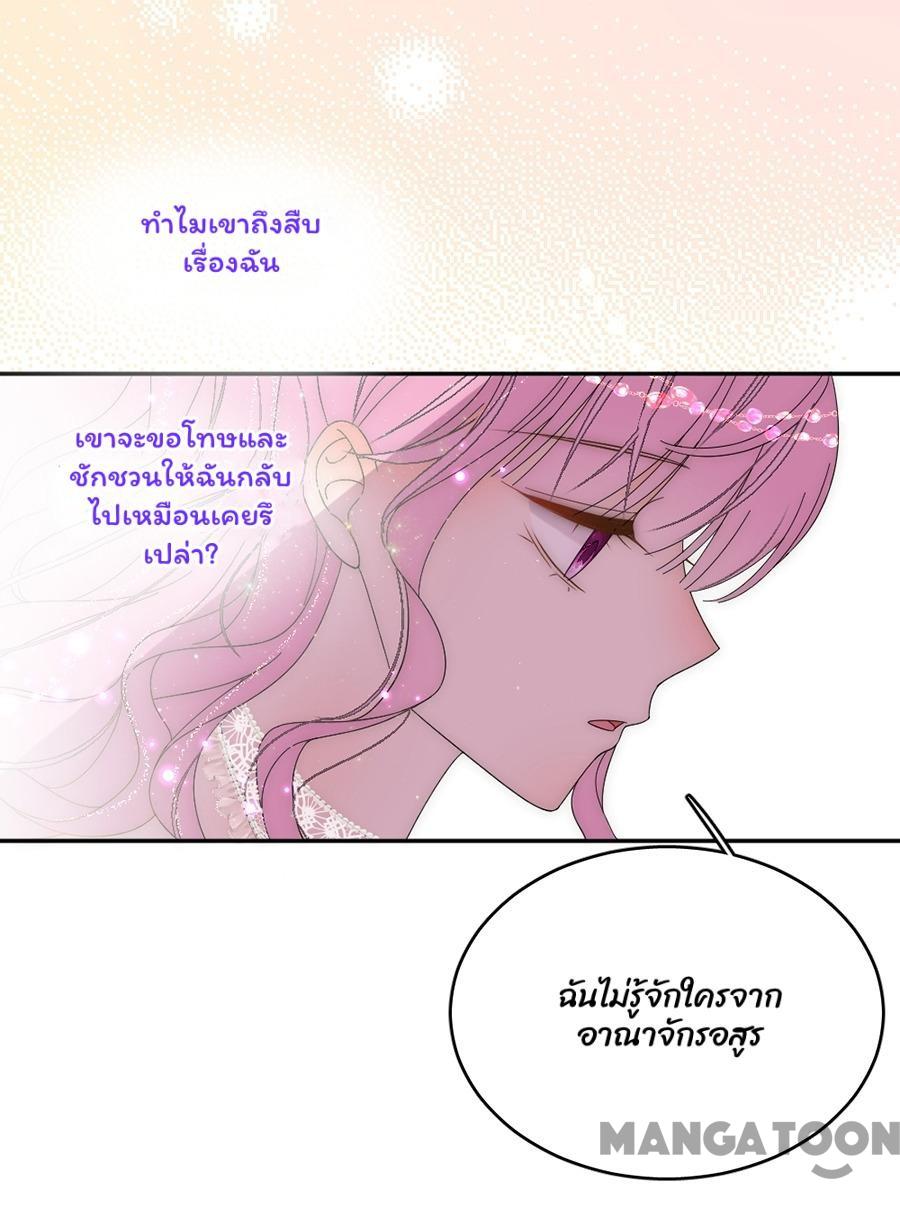 ทำไมเขาถึงสืบ
เรื่องฉัน
เขาจะขอโทษและ
ชักชวนให้ฉันกลับ
ไปเหมือนเคยรึ
เปล่า?
ฉันไม่รู้จักใครจาก
อาณาจักรอสูร
MANGATOON